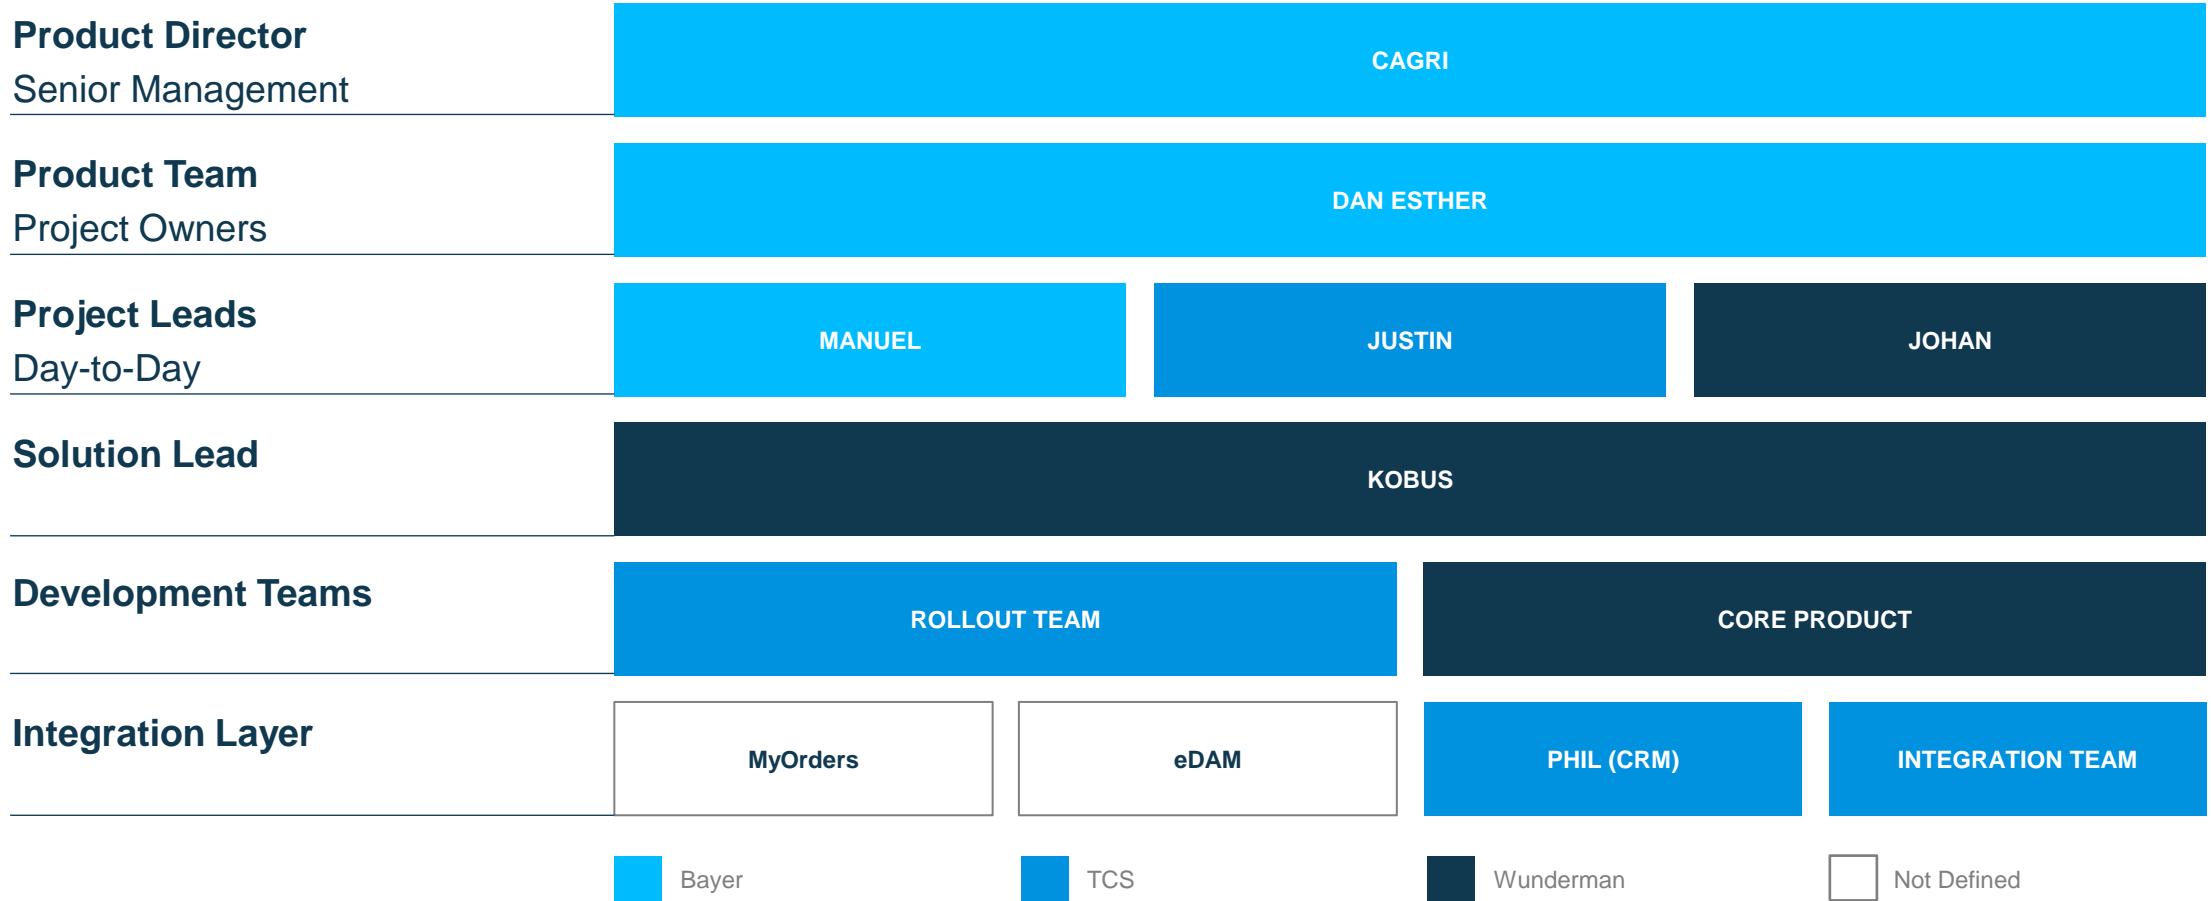 Product Director
Senior Management
CAGRI
Product Team
Project Owners
DAN ESTHER
Project Leads
Day-to-Day
MANUEL
JUSTIN
JOHAN
Solution Lead
KOBUS
Development Teams
ROLLOUT TEAM
CORE PRODUCT
Integration Layer
MyOrders
eDAM
PHIL (CRM)
INTEGRATION TEAM
Bayer
TCS
Wunderman
Not Defined